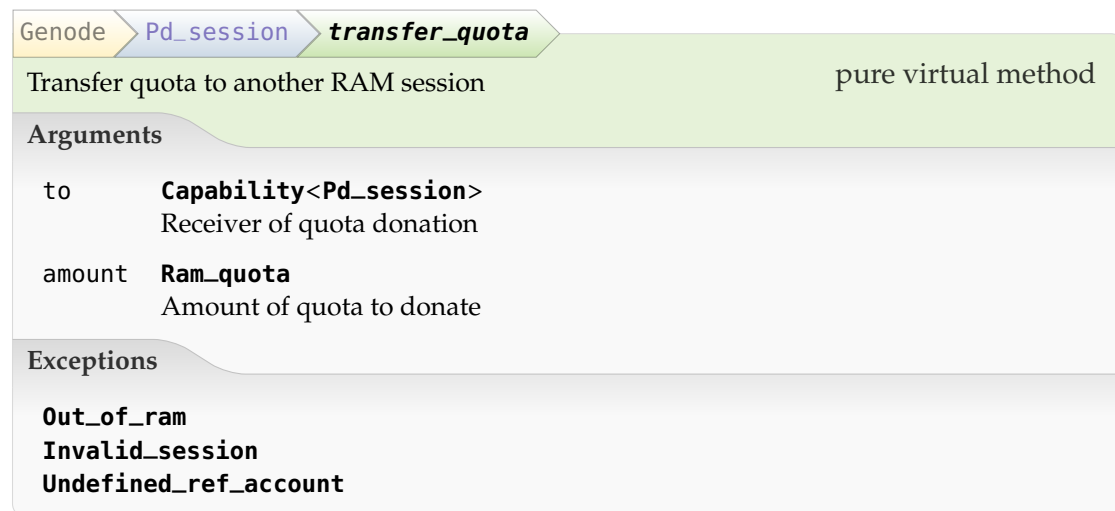 Genode Pd_session transfer_quota
Transfer quota to another RAM session pure virtual method
Arguments
to Capability<Pd_session>
Receiver of quota donation
amount Ram_quota
Amount of quota to donate
Exceptions
Out_of_ram
Invalid_session
Undefined_ref_account